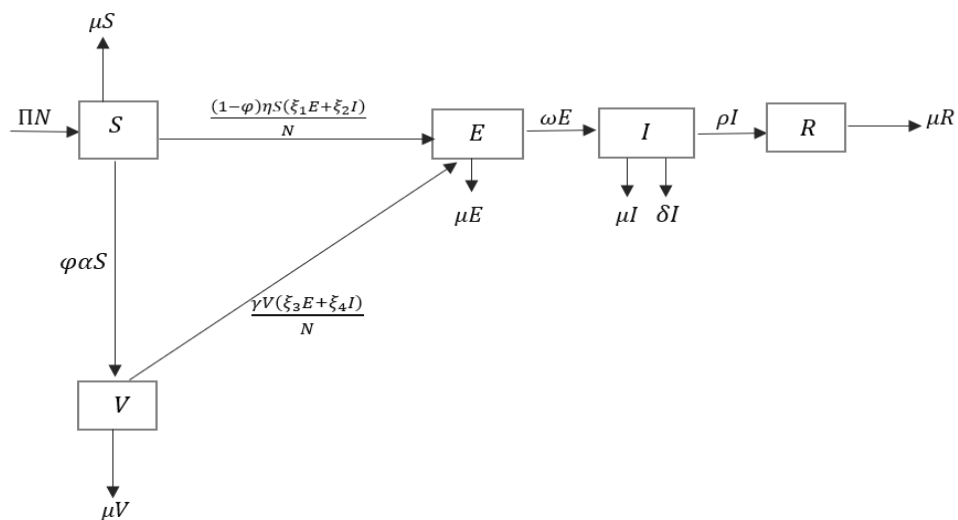 μS
ΠN
S
(1−φ)ηS(ξ₁E+ξ₂I)
N
E
ωE
I
ρI
R
μR
μE
μI
δI
φαS
γV(ξ₃E+ξ₄I)
N
V
μV